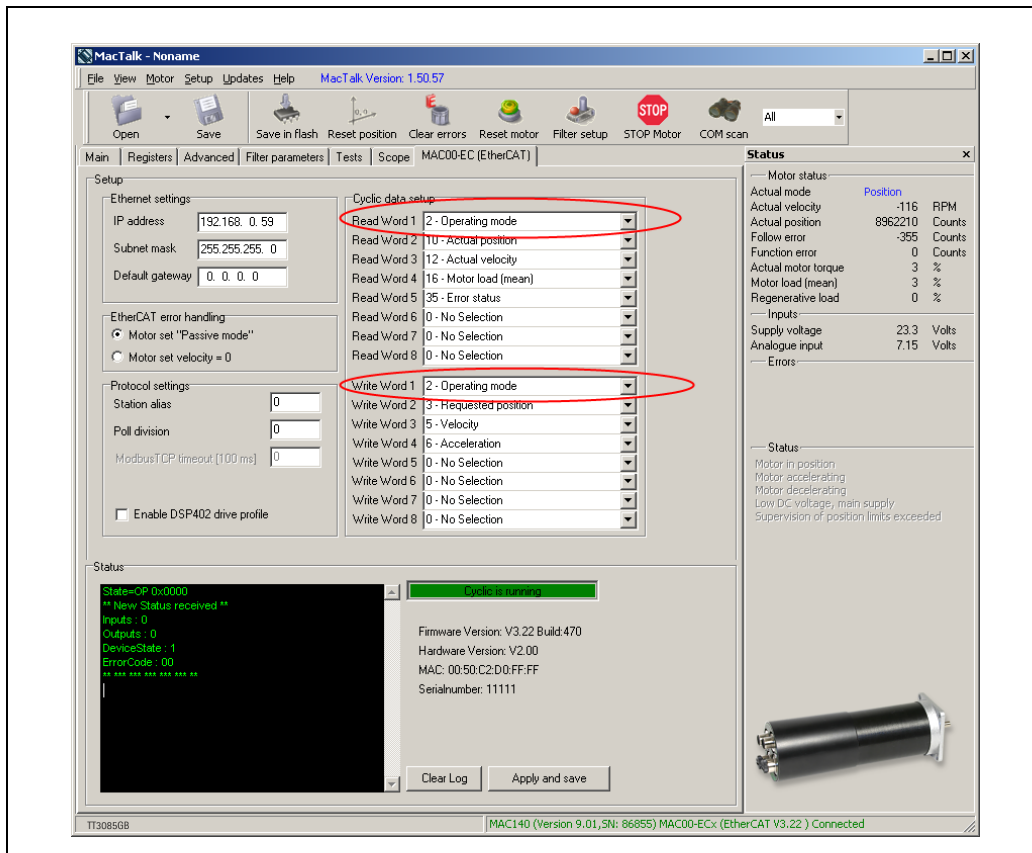 MacTalk - Noname
File View Motor Setup Updates Help MacTalk Version: 1.50.57
Open Save Save in flash Reset position Clear errors Reset motor Filter setup STOP Motor COM scan
STOP
All
Main Registers Advanced Filter parameters Tests Scope MAC00-EC (EtherCAT)
Setup
Ethernet settings
IP address 192.168. 0. 59
Subnet mask 255.255.255. 0
Default gateway 0. 0. 0. 0
EtherCAT error handling
Motor set "Passive mode"
Motor set velocity = 0
Protocol settings
Station alias 0
Poll division 0
ModbusTCP timeout [100 ms] 0
Enable DSP402 drive profile
Cyclic data setup
Read Word 1 2 - Operating mode
Read Word 2 10 - Actual position
Read Word 3 12 - Actual velocity
Read Word 4 16 - Motor load (mean)
Read Word 5 35 - Error status
Read Word 6 0 - No Selection
Read Word 7 0 - No Selection
Read Word 8 0 - No Selection
Write Word 1 2 - Operating mode
Write Word 2 3 - Requested position
Write Word 3 5 - Velocity
Write Word 4 6 - Acceleration
Write Word 5 0 - No Selection
Write Word 6 0 - No Selection
Write Word 7 0 - No Selection
Write Word 8 0 - No Selection
Status
State=OP 0x0000
** New Status received **
Inputs : 0
Outputs : 0
DeviceState : 1
ErrorCode : 00
** *** *** *** *** *** **
Cyclic is running
Firmware Version: V3.22 Build:470
Hardware Version: V2.00
MAC: 00:50:C2:D0:FF:FF
Serialnumber: 11111
Clear Log Apply and save
Status x
Motor status
Actual mode Position
Actual velocity -116 RPM
Actual position 8962210 Counts
Follow error -355 Counts
Function error 0 Counts
Actual motor torque 3 %
Motor load (mean) 3 %
Regenerative load 0 %
Inputs
Supply voltage 23.3 Volts
Analogue input 7.15 Volts
Errors
Status
Motor in position
Motor accelerating
Motor decelerating
Low DC voltage, main supply
Supervision of position limits exceeded
TT3085GB
MAC140 (Version 9.01,SN: 86855) MAC00-ECx (EtherCAT V3.22 ) Connected